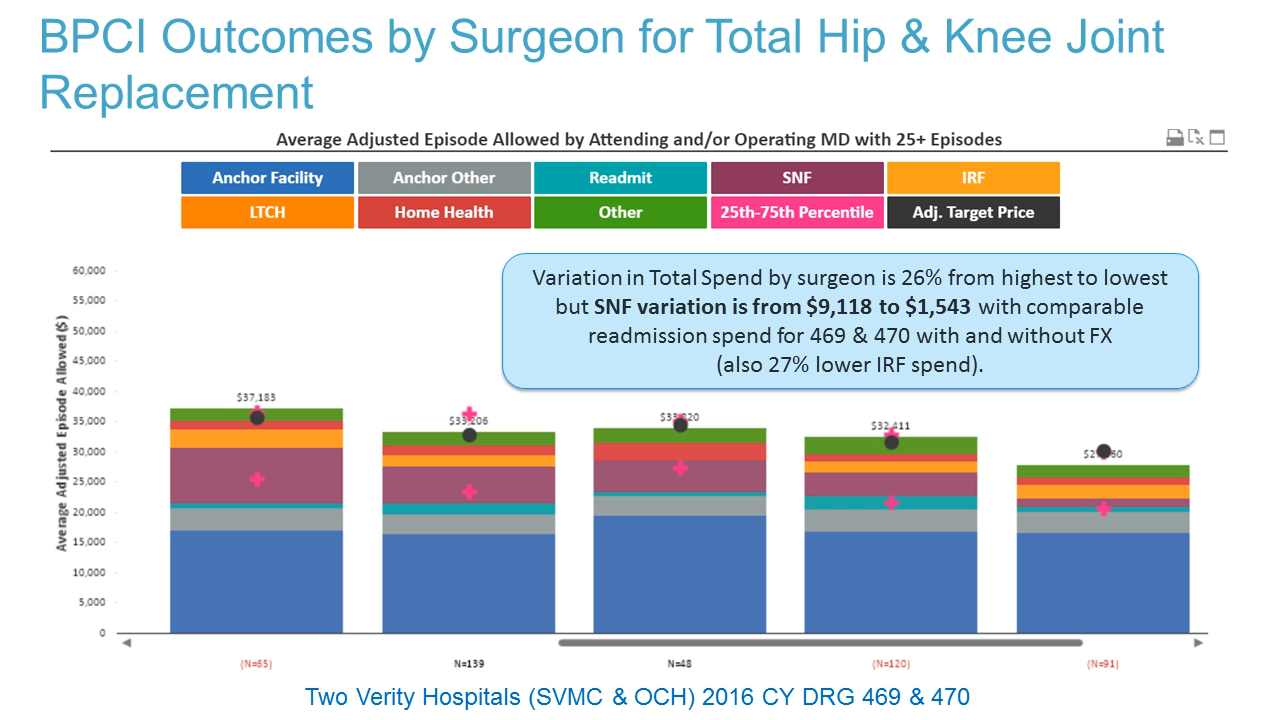 BPCI Outcomes by Surgeon for Total Hip & Knee Joint
Replacement
Average Adjusted Episode Allowed by Attending and/or Operating MD with 25+ Episodes
Anchor Facility
Anchor Other
Readmit
SNF
IRF
LTCH
Home Health
Other
25th-75th Percentile
Adj. Target Price
Variation in Total Spend by surgeon is 26% from highest to lowest
but SNF variation is from $9,118 to $1,543 with comparable
readmission spend for 469 & 470 with and without FX
(also 27% lower IRF spend).
Average Adjusted Episode Allowed($)
60,000
55,000
50,000
45,000
40,000
35,000
30,000
25,000
20,000
15,000
10,000
5,000
0
$37,183
$33,206
$32,411
(N=65)
N=139
N=48
(N=120)
(N=91)
Two Verity Hospitals (SVMC & OCH) 2016 CY DRG 469 & 470